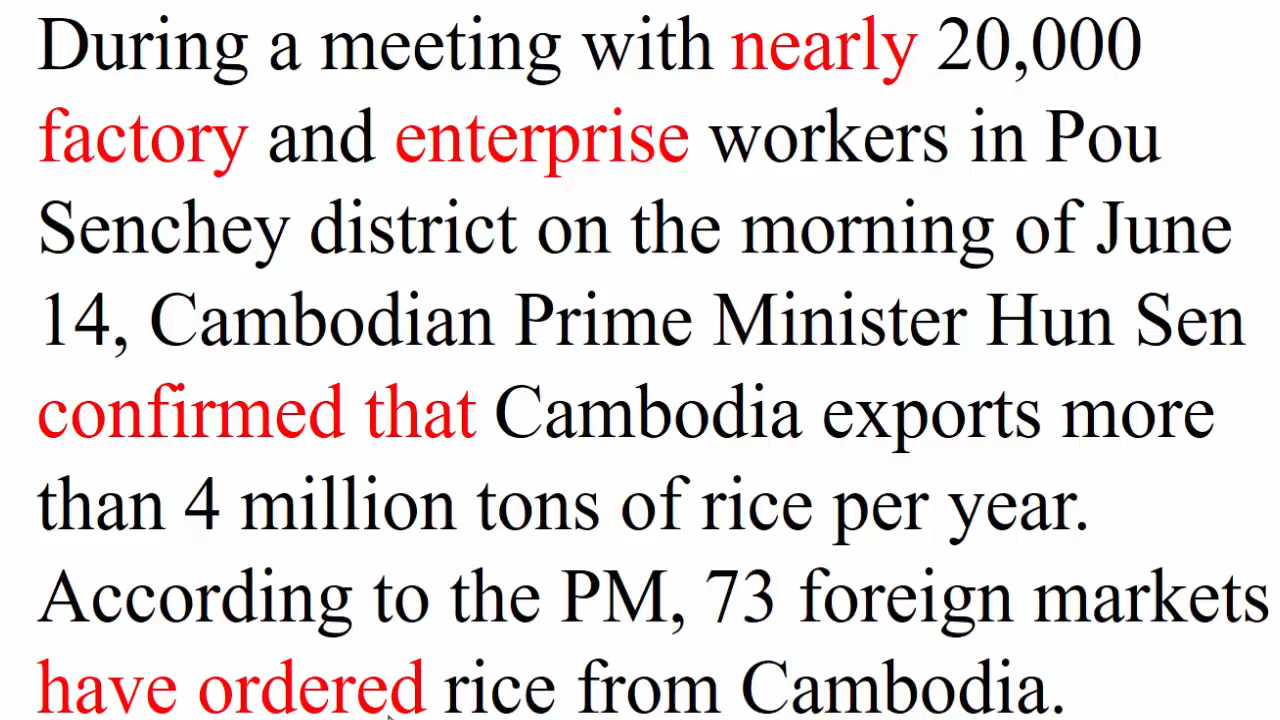 During a meeting with nearly 20,000
factory and enterprise workers in Pou
Senchey district on the morning of June
14, Cambodian Prime Minister Hun Sen
confirmed that Cambodia exports more
than 4 million tons of rice per year.
According to the PM, 73 foreign markets
have ordered rice from Cambodia.